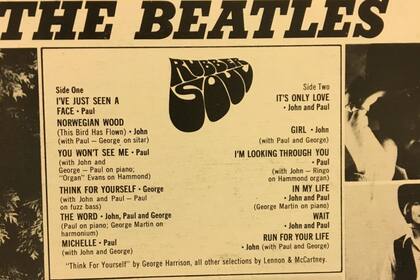 THE BEATLES
RUBBER SOUL
Side One
I'VE JUST SEEN A
FACE • Paul
NORWEGIAN WOOD
(This Bird Has Flown) • John
(with Paul – George on sitar)
YOU WON'T SEE ME • Paul
(with John and
George – Paul on piano;
"Organ" Evans on Hammond)
THINK FOR YOURSELF • George
(with John and Paul – Paul
on fuzz bass)
THE WORD • John, Paul and George
(Paul on piano; George Martin on
harmonium)
MICHELLE • Paul
(with John and George)
Side Two
IT'S ONLY LOVE
• John and Paul
GIRL • John
(with Paul and George)
I'M LOOKING THROUGH YOU
• Paul
(with John – Ringo
on Hammond organ)
IN MY LIFE
• John and Paul
(George Martin on piano)
WAIT
• John and Paul
RUN FOR YOUR LIFE
• John (with Paul and George)
"Think For Yourself" by George Harrison, all other selections by Lennon & McCartney.